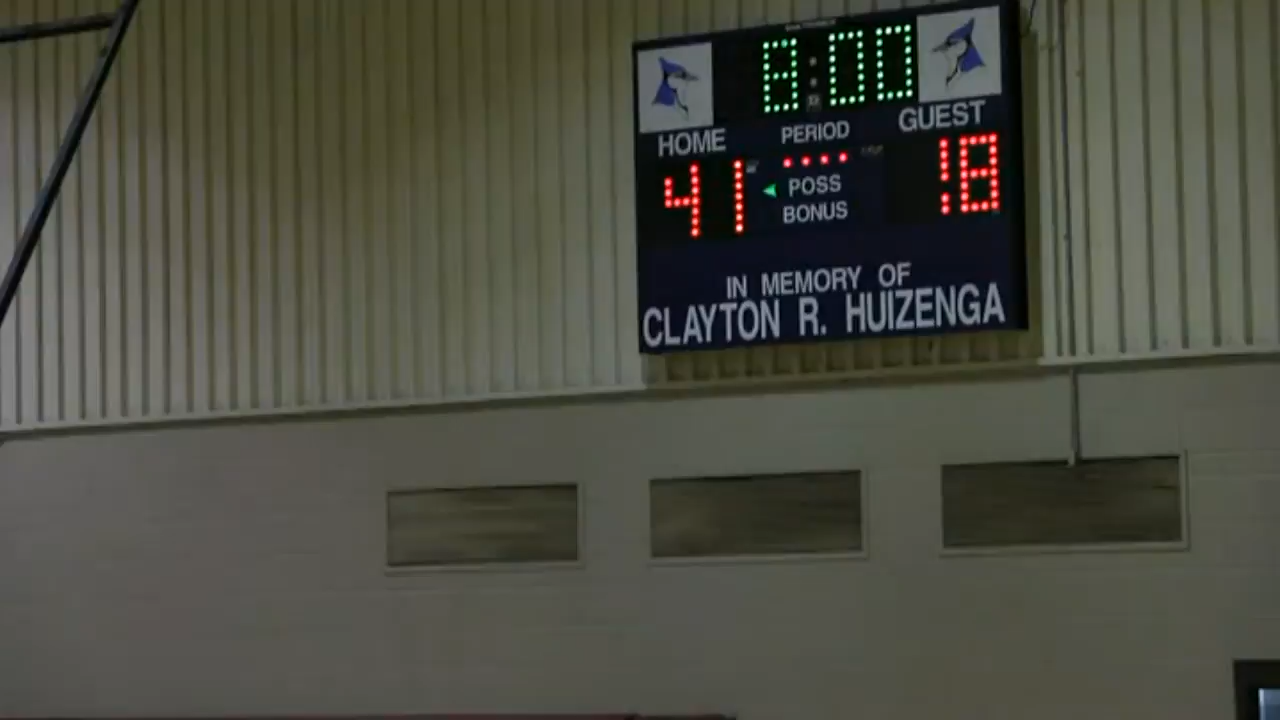 8:00
HOME PERIOD GUEST
41 POSS 18
BONUS
IN MEMORY OF
CLAYTON R. HUIZENGA